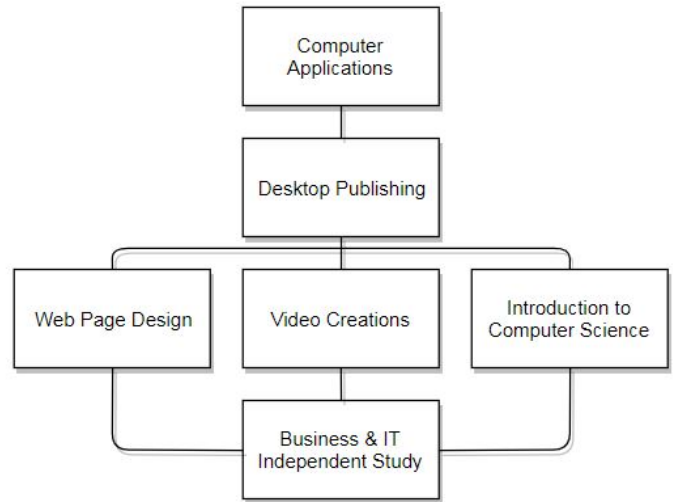 Computer
Applications
Desktop Publishing
Web Page Design
Video Creations
Introduction to
Computer Science
Business & IT
Independent Study